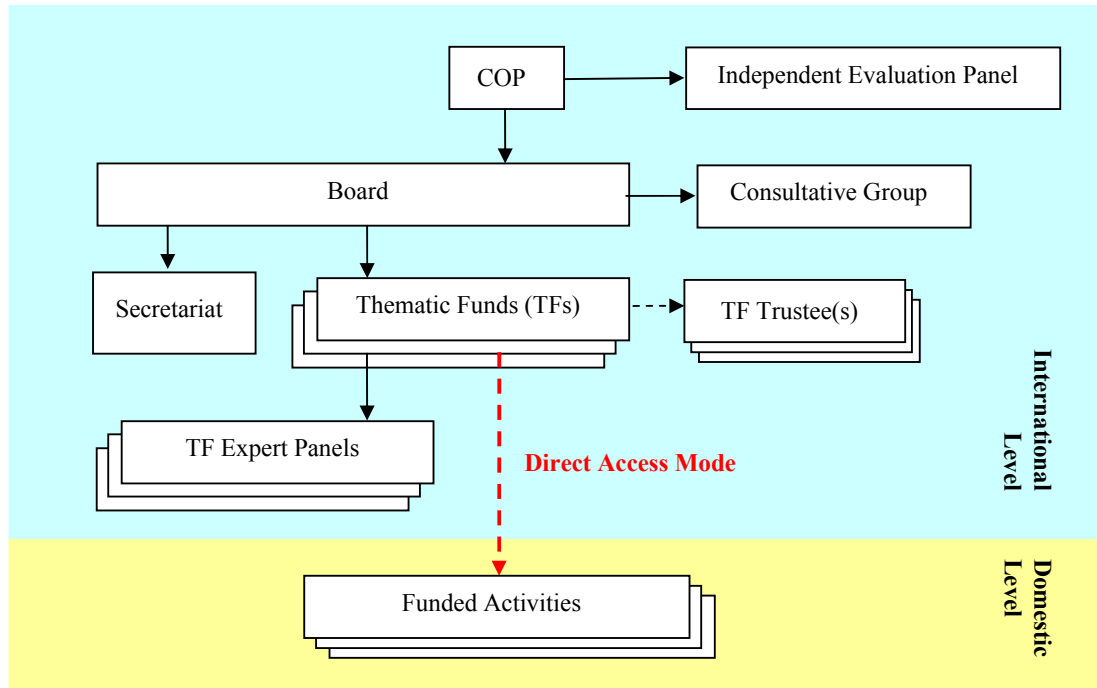 COP
Independent Evaluation Panel
Board
Consultative Group
Secretariat
Thematic Funds (TFs)
TF Trustee(s)
International
Level
TF Expert Panels
Direct Access Mode
Domestic
Level
Funded Activities